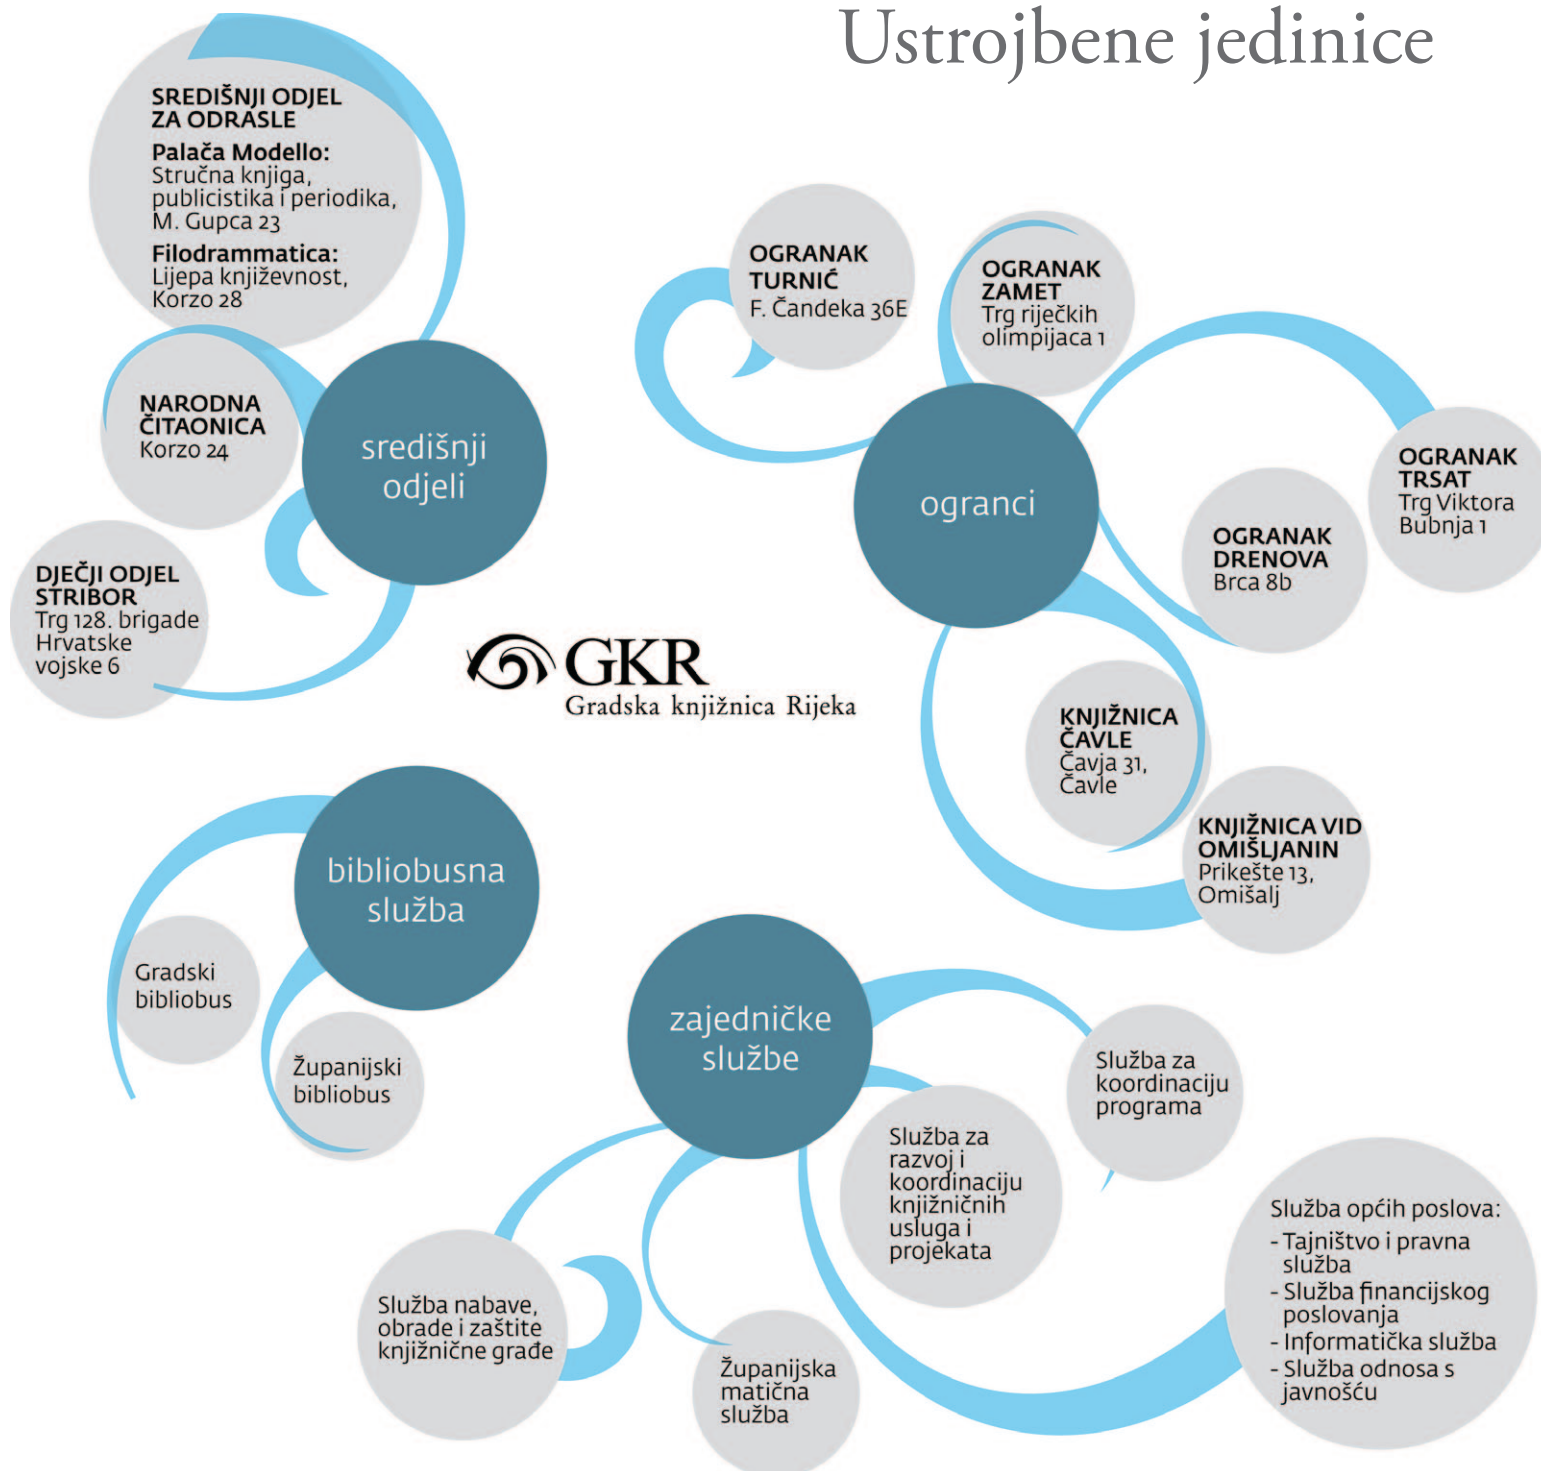 Ustrojbene jedinice
SREDIŠNJI ODJEL
ZA ODRASLE
Palača Modello:
Stručna knjiga,
publicistika i periodika,
M. Gupca 23
Filodrammatica:
Lijepa književnost,
Korzo 28
NARODNA
ČITAONICA
Korzo 24
DJEČJI ODJEL
STRIBOR
Trg 128. brigade
Hrvatske
vojske 6
središnji
odjeli
OGRANAK
TURNIĆ
F. Čandeka 36E
OGRANAK
ZAMET
Trg riječkih
olimpijaca 1
OGRANAK
TRSAT
Trg Viktora
Bubnja 1
OGRANAK
DRENOVA
Brca 8b
ogranci
KNJIŽNICA
ČAVLE
Čavja 31,
Čavle
KNJIŽNICA VID
OMIŠLJANIN
Prikešte 13,
Omišalj
GKR
Gradska knjižnica Rijeka
bibliobusna
služba
Gradski
bibliobus
Županijski
bibliobus
zajedničke
službe
Služba za
koordinaciju
programa
Služba za
razvoj i
koordinaciju
knjižničnih
usluga i
projekata
Služba općih poslova:
- Tajništvo i pravna
služba
- Služba financijskog
poslovanja
- Informatička služba
- Služba odnosa s
javnošću
Služba nabave,
obrade i zaštite
knjižnične građe
Županijska
matična
služba